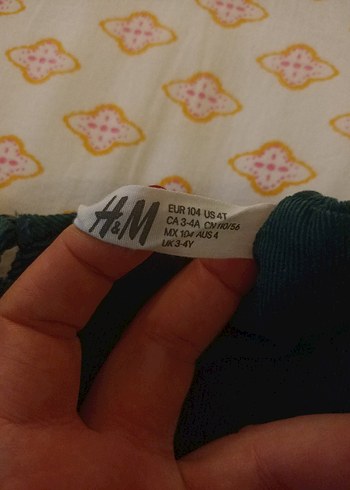 H&M
EUR 104 US 4T
CA 3-4A CN 110/56
MX 104 AUS 4
UK 3-4Y